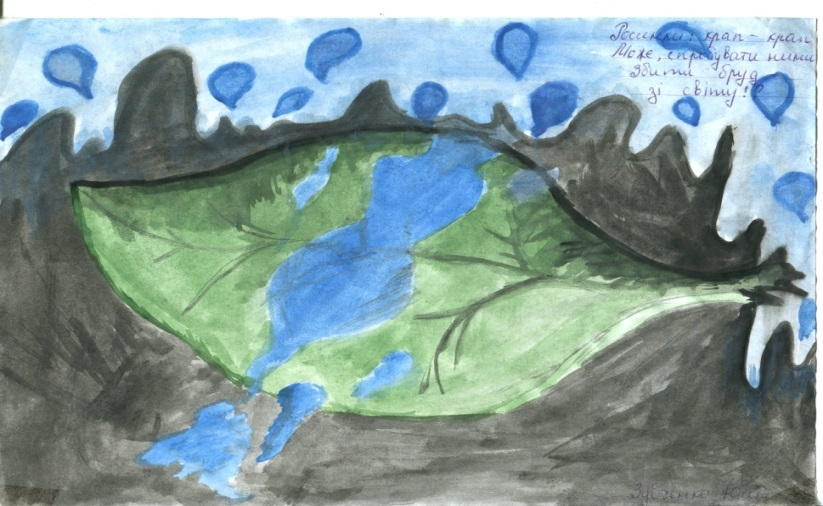 Росинки: крап - крап
Може, спробувати ними
Змити бруд
зі світу!?